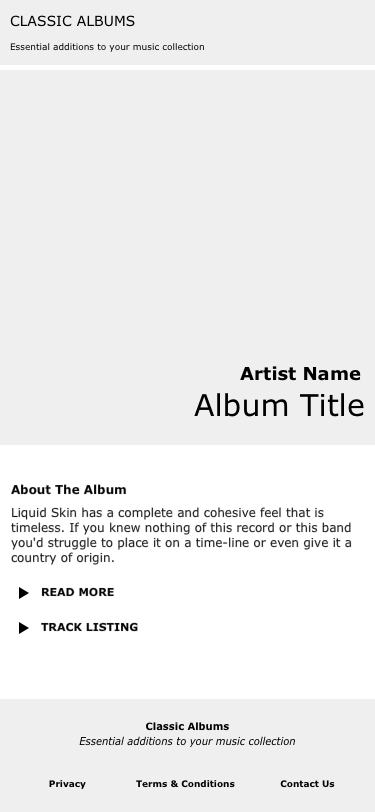 CLASSIC ALBUMS
Essential additions to your music collection
Artist Name
Album Title
About The Album
Liquid Skin has a complete and cohesive feel that is
timeless. If you knew nothing of this record or this band
you'd struggle to place it on a time-line or even give it a
country of origin.
READ MORE
TRACK LISTING
Classic Albums
Essential additions to your music collection
Privacy Terms & Conditions Contact Us